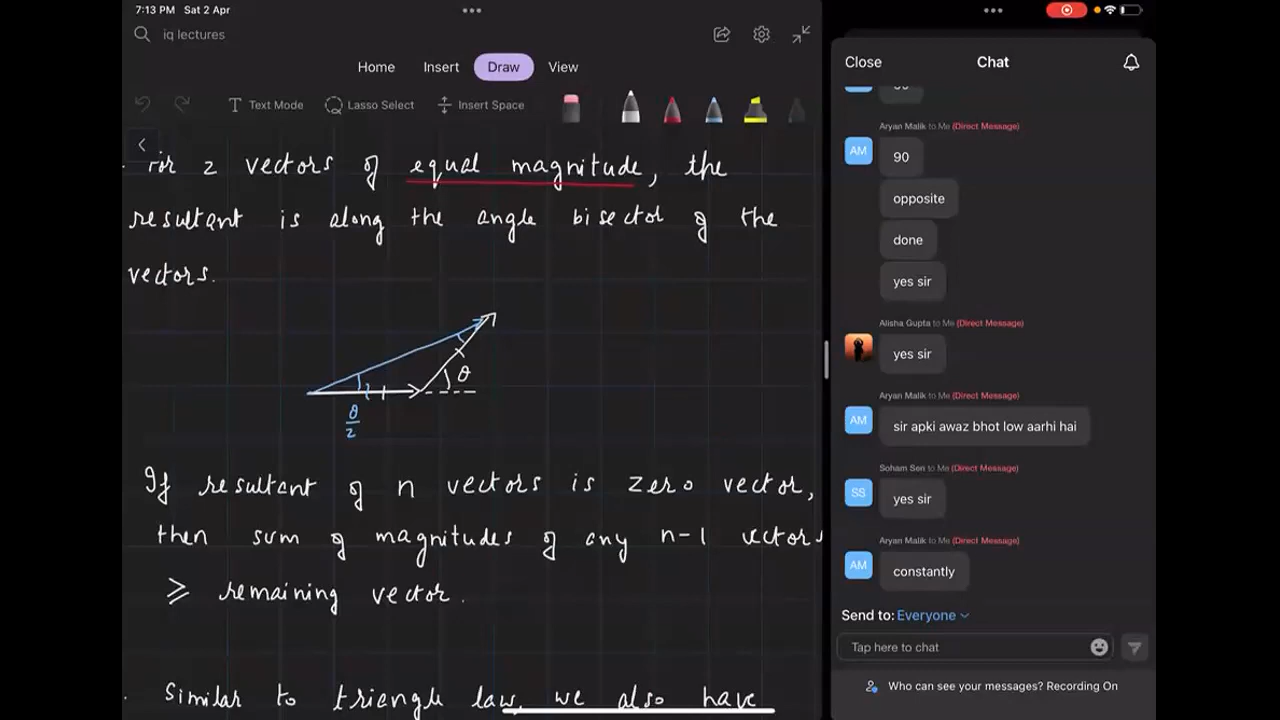 7:13 PM Sat 2 Apr
iq lectures
Home Insert Draw View
Text Mode Lasso Select Insert Space
2 vectors of equal magnitude, the
resultant is along the angle bisector of the
vectors.
θ
θ/2
If resultant of n vectors is zero vector,
then sum of magnitudes of any n-1 vectors
≥ remaining vector.
Similar to triangle law, we also have
Close Chat
Aryan Malik to Me (Direct Message)
AM
90
opposite
done
yes sir
Alisha Gupta to Me (Direct Message)
yes sir
Aryan Malik to Me (Direct Message)
AM
sir apki awaz bhot low aarhi hai
Soham Sen to Me (Direct Message)
SS
yes sir
Aryan Malik to Me (Direct Message)
AM
constantly
Send to: Everyone
Tap here to chat
Who can see your messages? Recording On